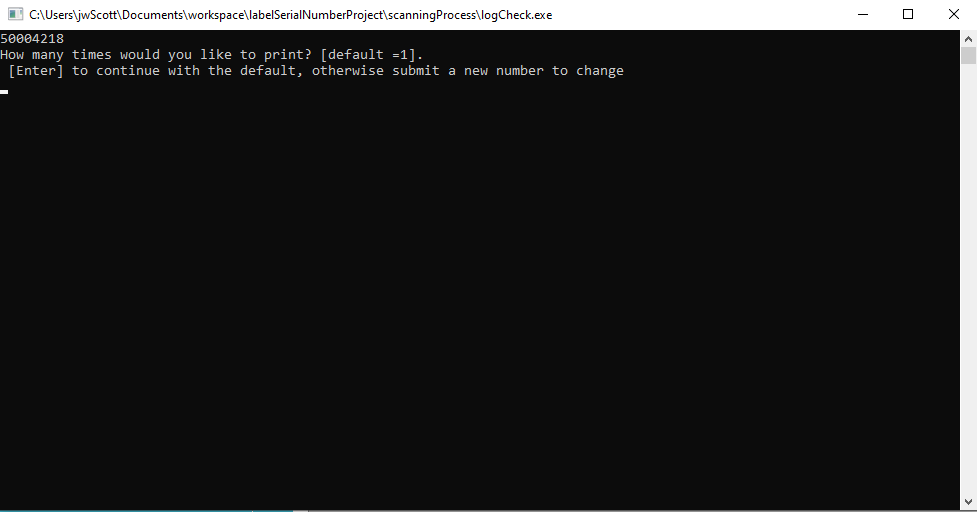 C:\Users\jwScott\Documents\workspace\labelSerialNumberProject\scanningProcess\logCheck.exe
50004218
How many times would you like to print? [default =1].
[Enter] to continue with the default, otherwise submit a new number to change